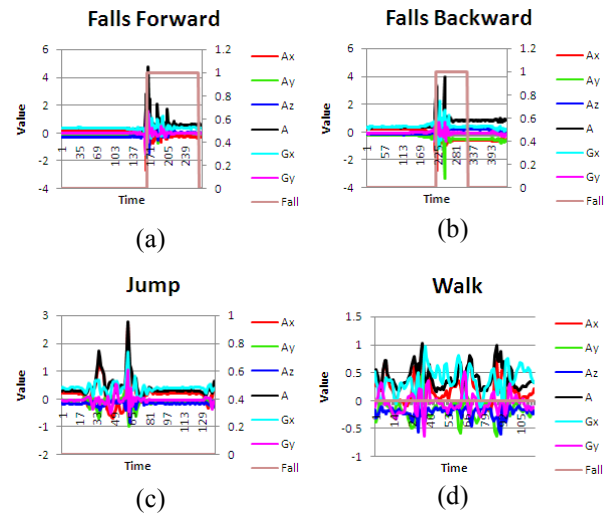 Falls Forward
6
4
2
0
-2
-4
Value
1
35
69
103
137
171
205
239
1.2
1
0.8
0.6
0.4
0.2
0
Time
Ax
Ay
Az
A
Gx
Gy
Fall
(a)
Falls Backward
6
4
2
0
-2
-4
Value
1
57
113
169
225
281
337
393
1.2
1
0.8
0.6
0.4
0.2
0
Time
Ax
Ay
Az
A
Gx
Gy
Fall
(b)
Jump
3
2
1
0
-1
-2
Value
1
17
33
65
81
97
113
129
1
0.8
0.6
0.4
0.2
0
Time
Ax
Ay
Az
A
Gx
Gy
Fall
(c)
Walk
1.5
1
0.5
0
-0.5
-1
Value
105
Time
Ax
Ay
Az
A
Gx
Gy
Fall
(d)